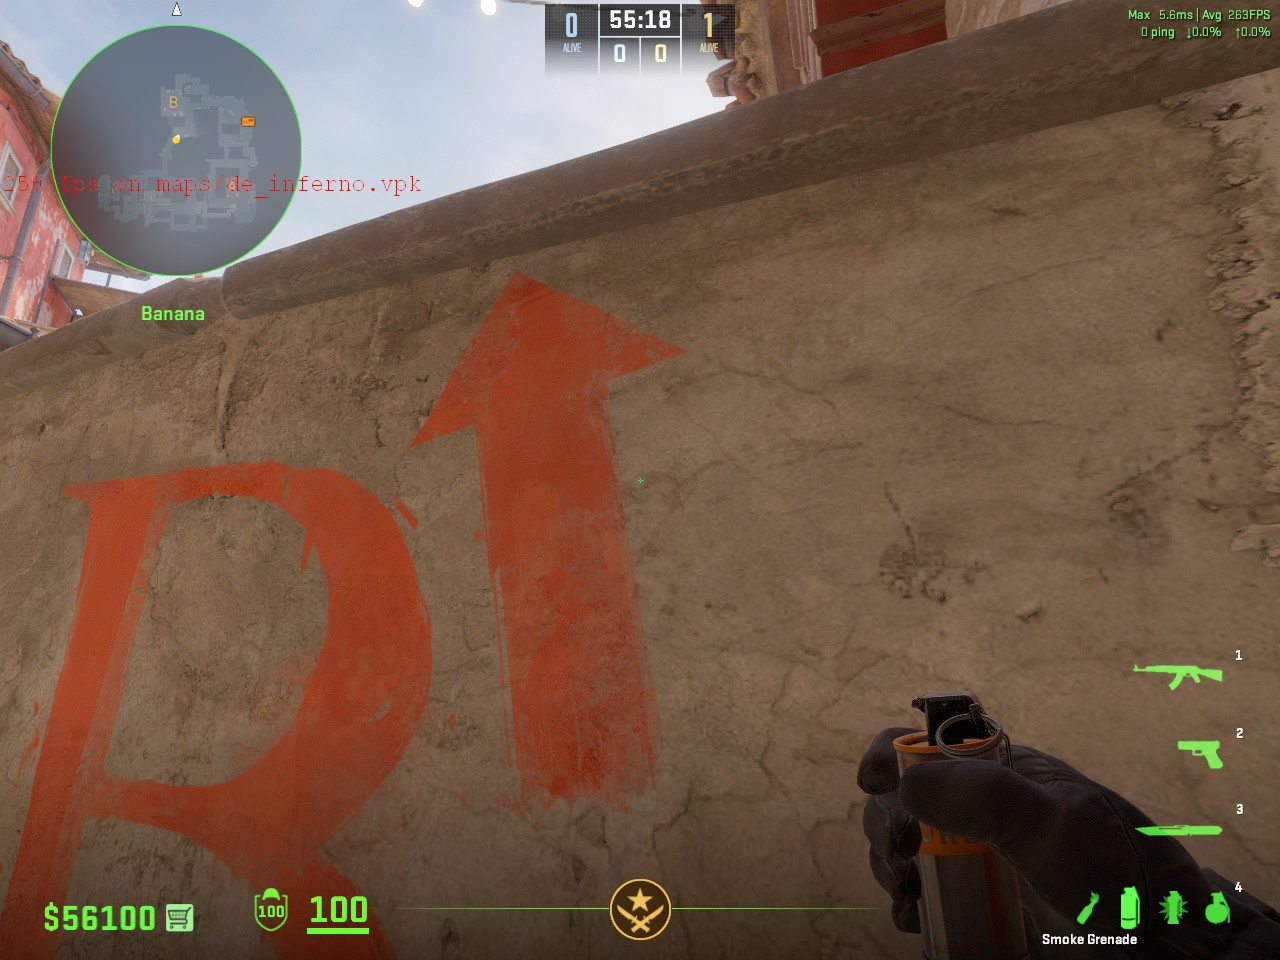 0 ALIVE 55:18 1 ALIVE
0 0
Max 5.6ms | Avg 263FPS
0 ping ↓0.0% ↑0.0%
B
250 fps on maps/de_inferno.vpk
Banana
1
2
3
4
$56100
100
100
Smoke Grenade